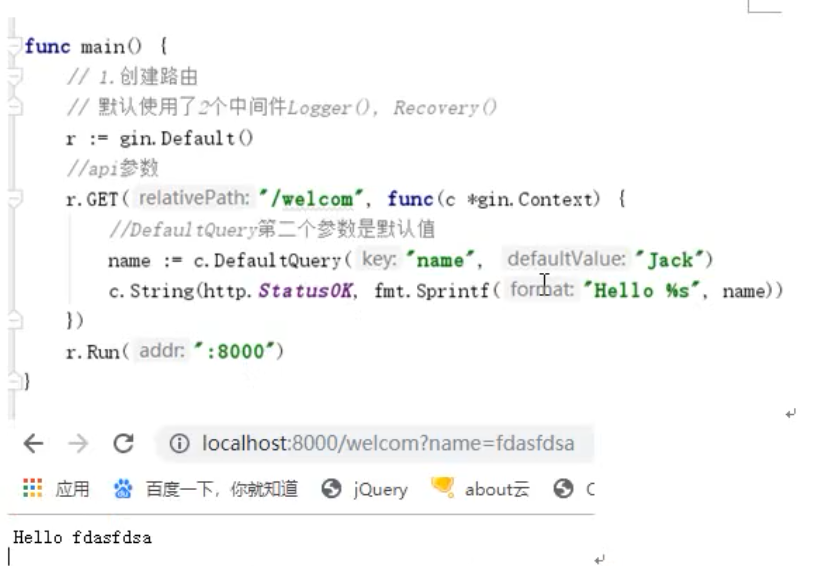 func main() {
// 1.创建路由
// 默认使用了2个中间件Logger(), Recovery()
r := gin.Default()
//api参数
r.GET( relativePath: "/welcom", func(c *gin.Context) {
//DefaultQuery第二个参数是默认值
name := c.DefaultQuery( key: "name", defaultValue: "Jack")
c.String(http.StatusOK, fmt.Sprintf( format: "Hello %s", name))
})
r.Run( addr: ":8000")
}
localhost:8000/welcom?name=fdasfdsa
应用 百度一下，你就知道 jQuery about云 C
Hello fdasfdsa